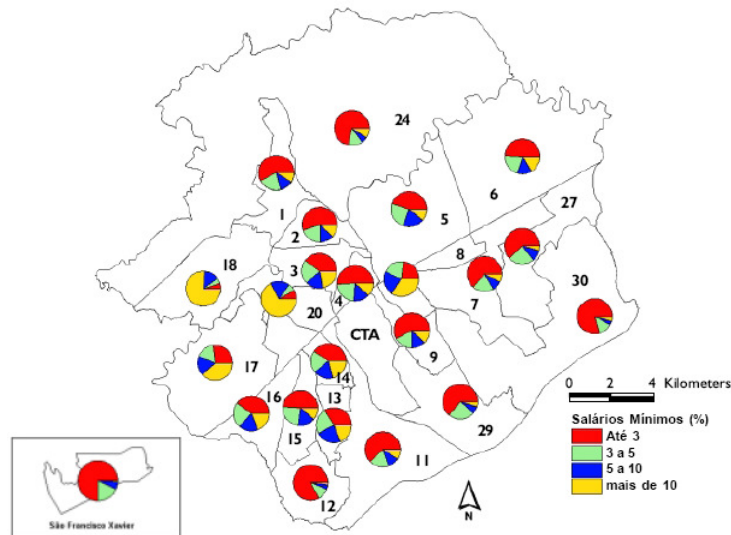 24
6
27
1
5
2
8
18
3
30
4
7
20
CTA
9
17
14
16
13
15
29
11
12
0 2 4 Kilometers
Salários Mínimos (%)
Até 3
3 a 5
5 a 10
mais de 10
N
São Francisco Xavier